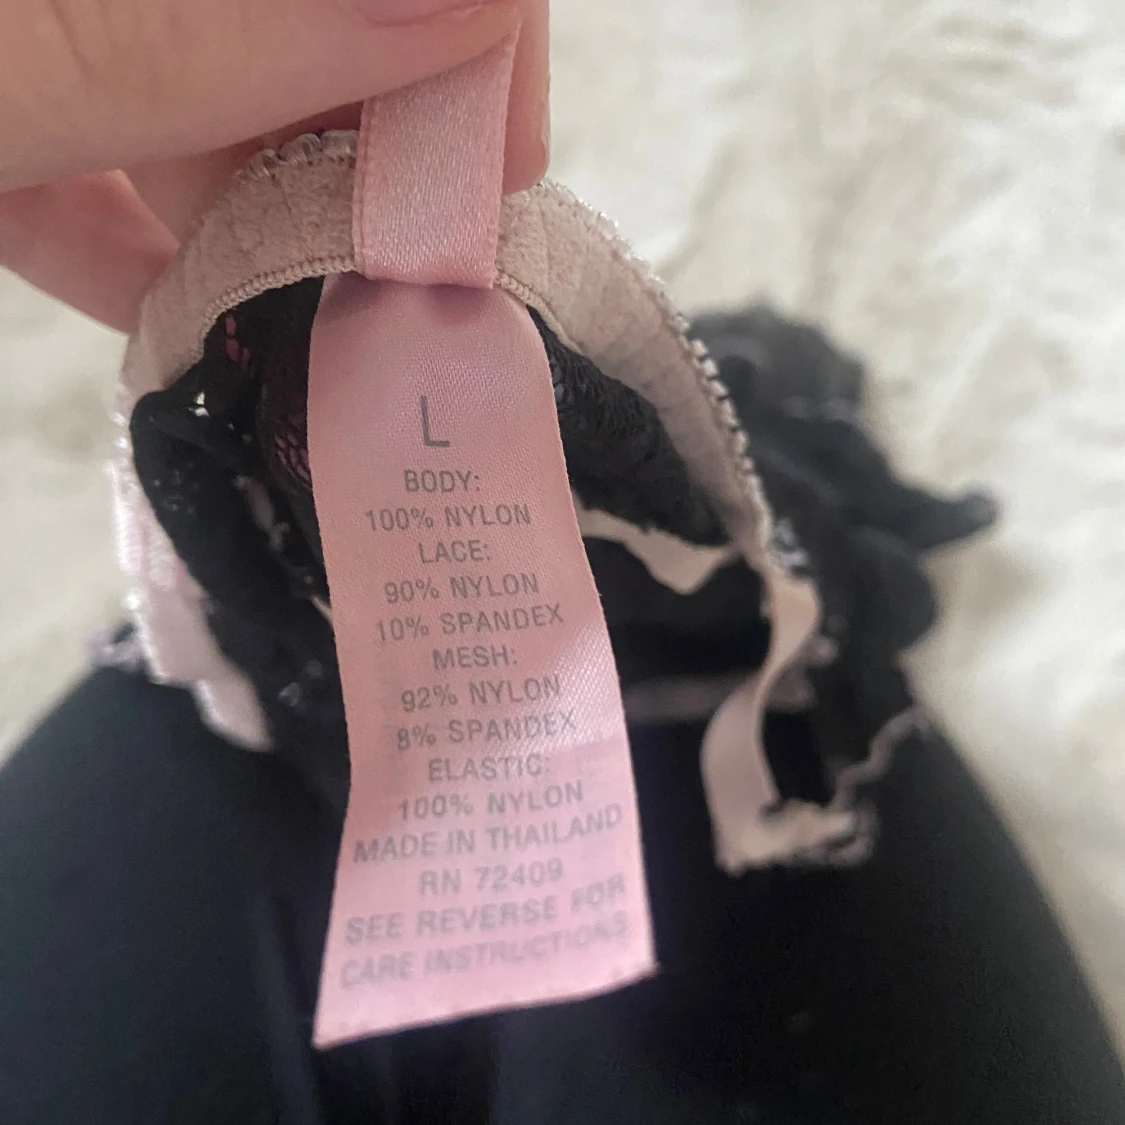 L
BODY:
100% NYLON
LACE:
90% NYLON
10% SPANDEX
MESH:
92% NYLON
8% SPANDEX
ELASTIC:
100% NYLON
MADE IN THAILAND
RN 72409
SEE REVERSE FOR
CARE INSTRUCTIONS